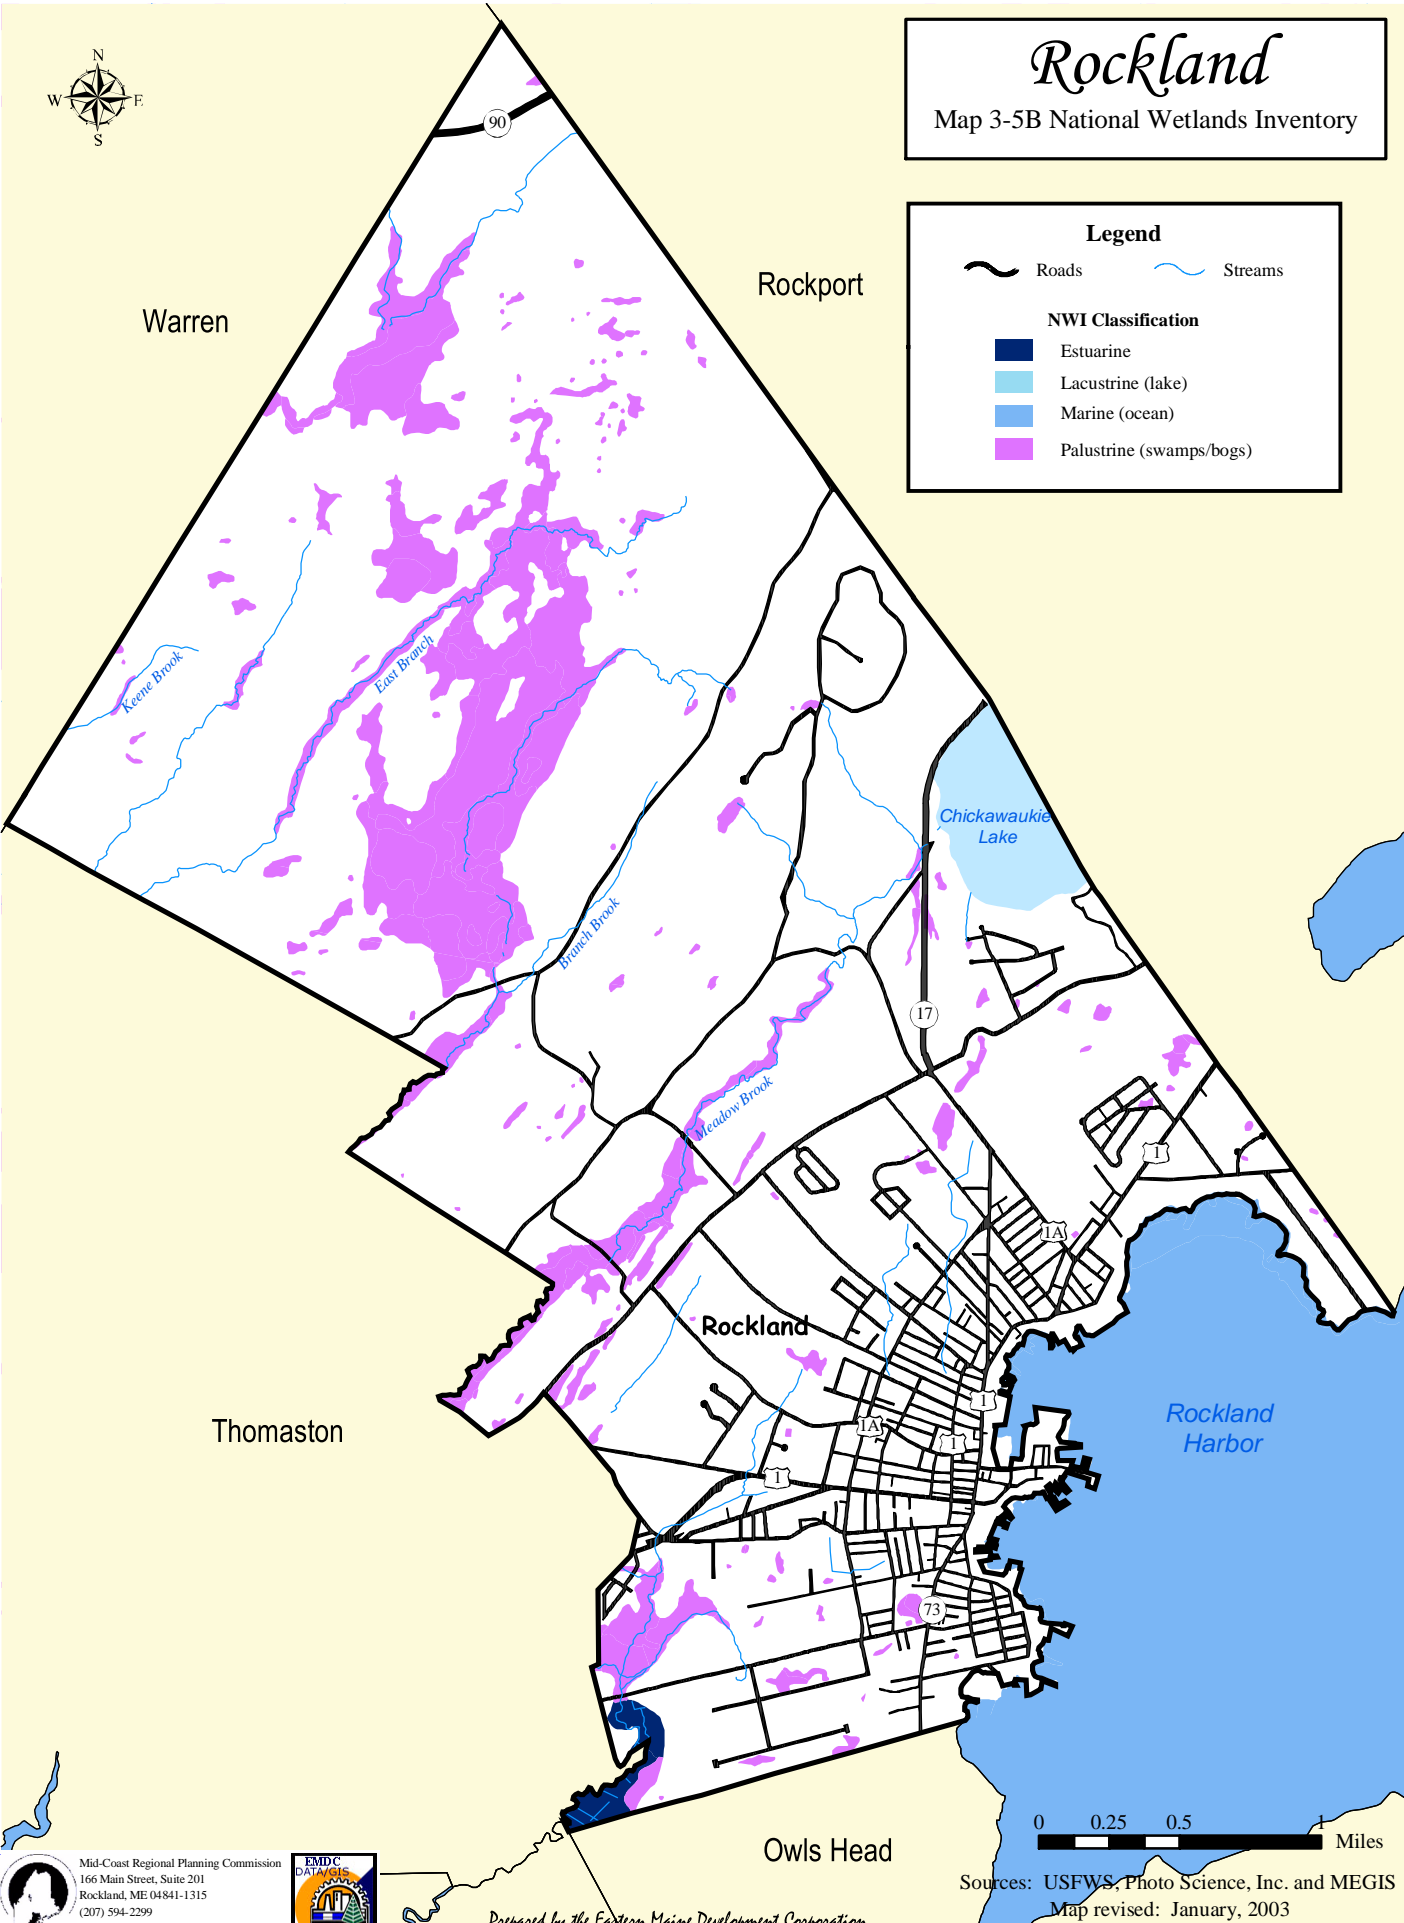 Rockland
Map 3-5B National Wetlands Inventory
N
W E
S
90
Legend
Roads Streams
NWI Classification
Estuarine
Lacustrine (lake)
Marine (ocean)
Palustrine (swamps/bogs)
Rockport
Warren
Keene Brook
East Branch
Chickawaukie
Lake
Branch Brook
17
Meadow Brook
1
1A
Rockland
1
1A
1
1
Rockland
Harbor
Thomaston
73
Owls Head
0 0.25 0.5 1
Miles
Sources: USFWS, Photo Science, Inc. and MEGIS
Map revised: January, 2003
Mid-Coast Regional Planning Commission
166 Main Street, Suite 201
Rockland, ME 04841-1315
(207) 594-2299
EMDC
DATA/GIS
Prepared by the Eastern Maine Development Corporation